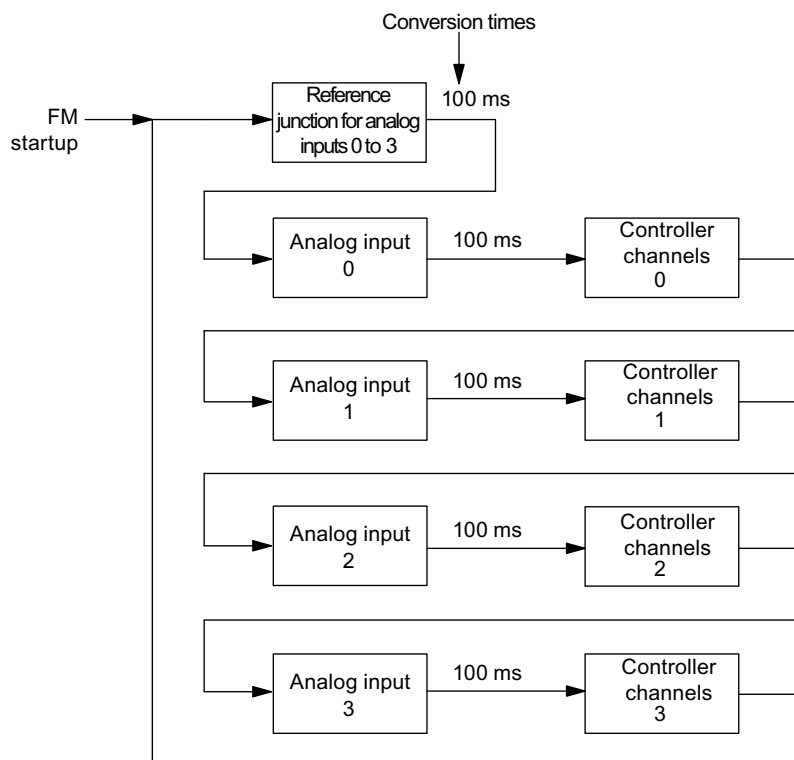 Conversion times
100 ms
FM
startup
Reference
junction for analog
inputs 0 to 3
Analog input
0
100 ms
Controller
channels
0
Analog input
1
100 ms
Controller
channels
1
Analog input
2
100 ms
Controller
channels
2
Analog input
3
100 ms
Controller
channels
3